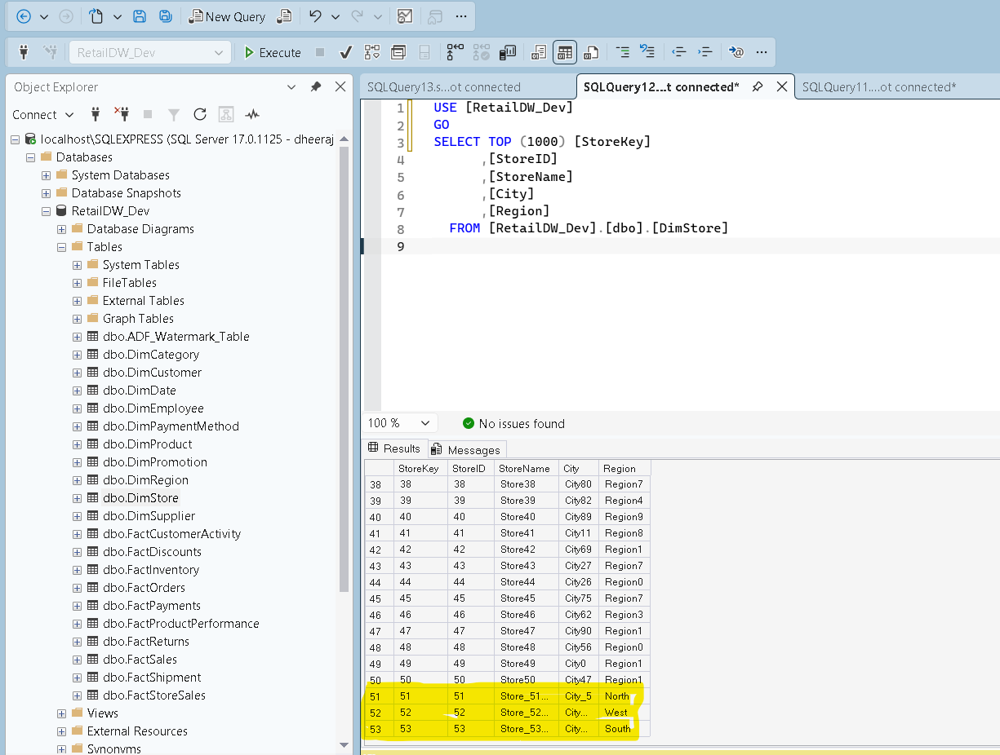 New Query
RetailDW_Dev
Execute
Object Explorer
Connect
localhost\SQLEXPRESS (SQL Server 17.0.1125 - dheeraj
Databases
System Databases
Database Snapshots
RetailDW_Dev
Database Diagrams
Tables
System Tables
FileTables
External Tables
Graph Tables
dbo.ADF_Watermark_Table
dbo.DimCategory
dbo.DimCustomer
dbo.DimDate
dbo.DimEmployee
dbo.DimPaymentMethod
dbo.DimProduct
dbo.DimPromotion
dbo.DimRegion
dbo.DimStore
dbo.DimSupplier
dbo.FactCustomerActivity
dbo.FactDiscounts
dbo.FactInventory
dbo.FactOrders
dbo.FactPayments
dbo.FactProductPerformance
dbo.FactReturns
dbo.FactSales
dbo.FactShipment
dbo.FactStoreSales
Views
External Resources
Synonyms
SQLQuery13.s...ot connected
SQLQuery12...t connected*
SQLQuery11....ot connected*
1 USE [RetailDW_Dev]
2 GO
3 SELECT TOP (1000) [StoreKey]
4 ,[StoreID]
5 ,[StoreName]
6 ,[City]
7 ,[Region]
8 FROM [RetailDW_Dev].[dbo].[DimStore]
9
100 %
No issues found
Results
Messages
StoreKey StoreID StoreName City Region
38 38 38 Store38 City80 Region7
39 39 39 Store39 City82 Region4
40 40 40 Store40 City89 Region9
41 41 41 Store41 City11 Region8
42 42 42 Store42 City69 Region1
43 43 43 Store43 City27 Region7
44 44 44 Store44 City26 Region0
45 45 45 Store45 City75 Region7
46 46 46 Store46 City62 Region3
47 47 47 Store47 City90 Region1
48 48 48 Store48 City56 Region0
49 49 49 Store49 City0 Region1
50 50 50 Store50 City47 Region1
51 51 51 Store_51... City_5 North
52 52 52 Store_52... City... West
53 53 53 Store_53... City... South